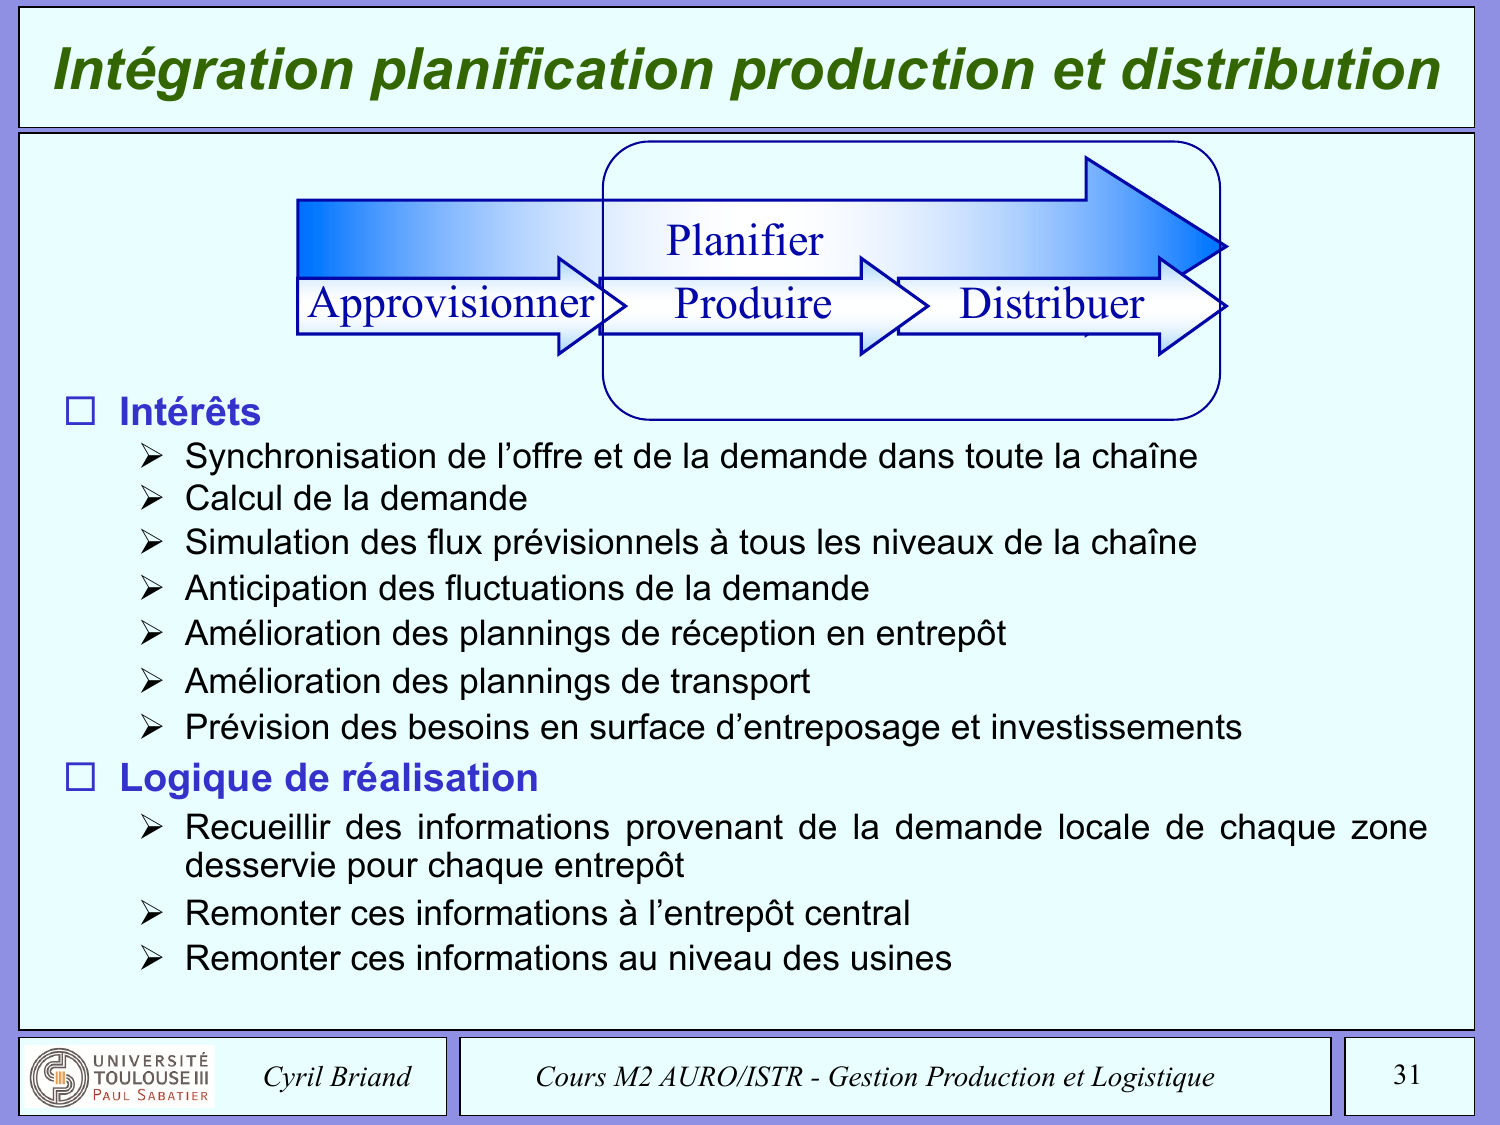 Intégration planification production et distribution
Planifier
Approvisionner
Produire
Distribuer
Intérêts
Synchronisation de l’offre et de la demande dans toute la chaîne
Calcul de la demande
Simulation des flux prévisionnels à tous les niveaux de la chaîne
Anticipation des fluctuations de la demande
Amélioration des plannings de réception en entrepôt
Amélioration des plannings de transport
Prévision des besoins en surface d’entreposage et investissements
Logique de réalisation
Recueillir des informations provenant de la demande locale de chaque zone
desservie pour chaque entrepôt
Remonter ces informations à l’entrepôt central
Remonter ces informations au niveau des usines
UNIVERSITÉ
TOULOUSE III
PAUL SABATIER
Cyril Briand
Cours M2 AURO/ISTR - Gestion Production et Logistique
31